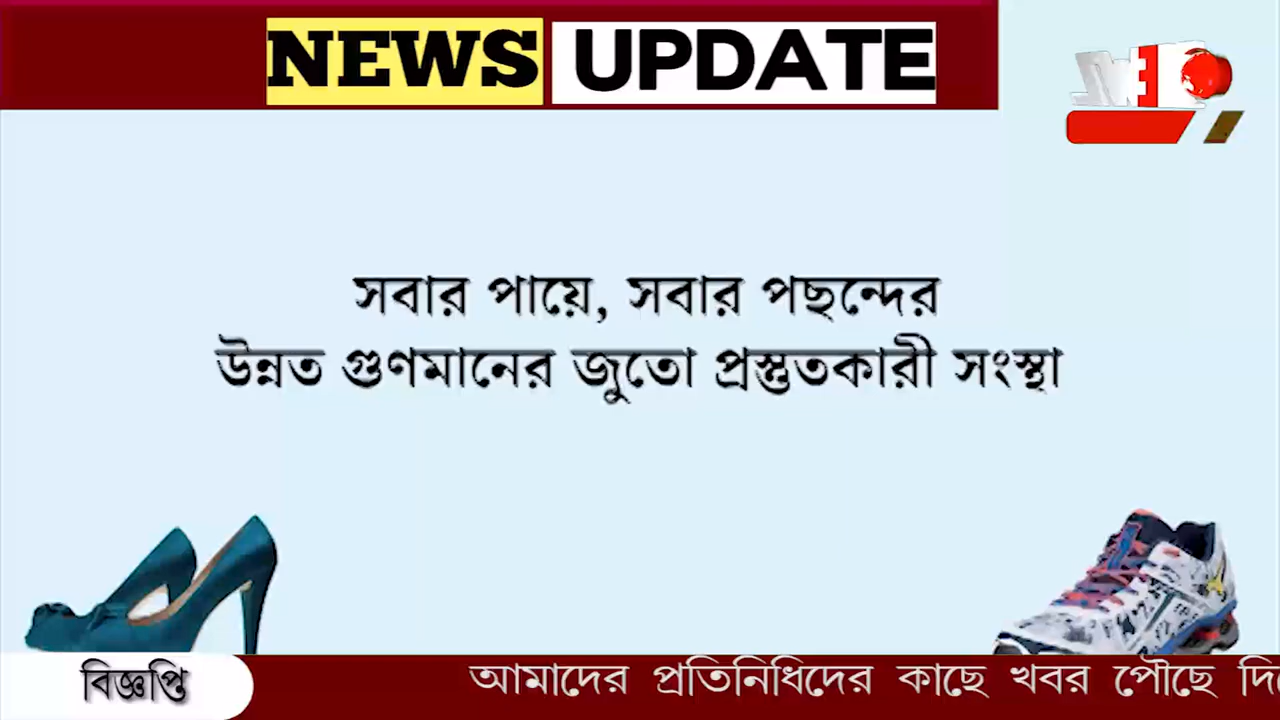 NEWS UPDATE
সবার পায়ে, সবার পছন্দের
উন্নত গুণমানের জুতো প্রস্তুতকারী সংস্থা
বিজ্ঞপ্তি
আমাদের প্রতিনিধিদের কাছে খবর পৌছে